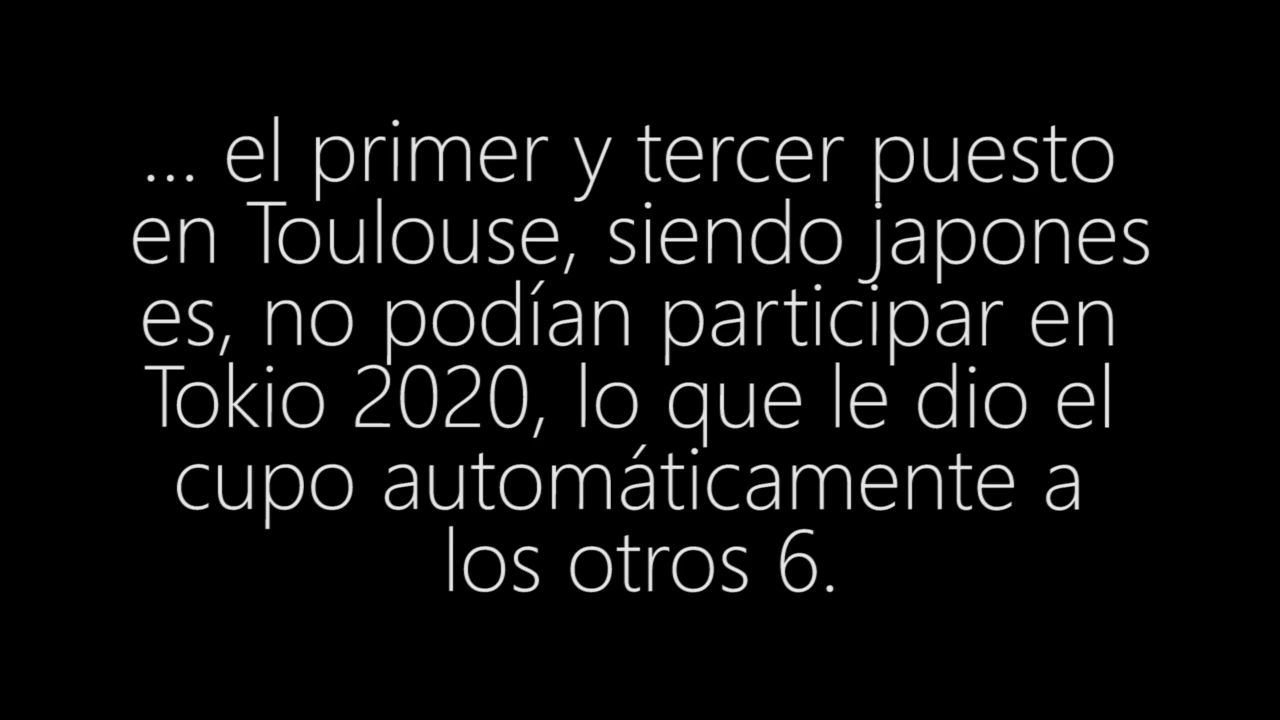 ... el primer y tercer puesto
en Toulouse, siendo japones
es, no podían participar en
Tokio 2020, lo que le dio el
cupo automáticamente a
los otros 6.